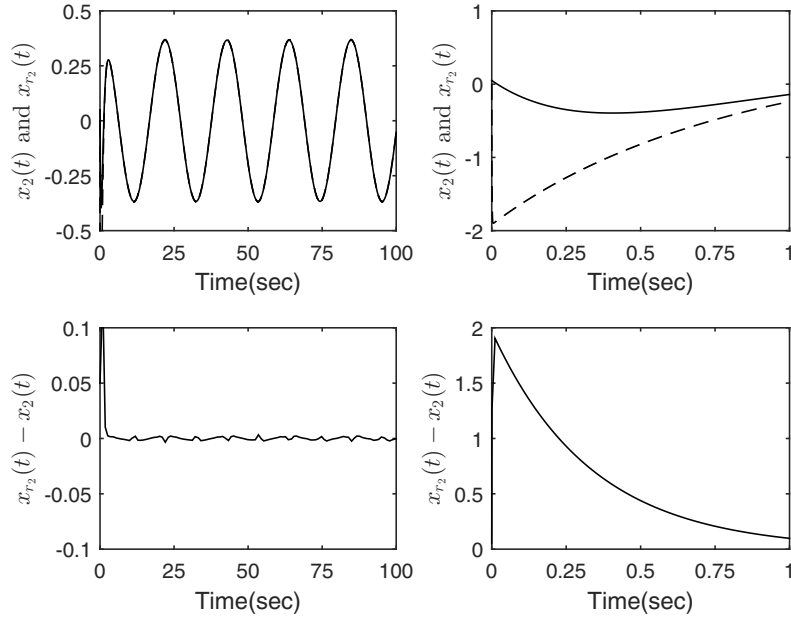 x_2(t) and x_{r_2}(t)
0.5
0.25
0
-0.25
-0.5
0 25 50 75 100
Time(sec)
x_2(t) and x_{r_2}(t)
1
0
-1
-2
0 0.25 0.5 0.75 1
Time(sec)
x_{r_2}(t) − x_2(t)
0.1
0.05
0
-0.05
-0.1
0 25 50 75 100
Time(sec)
x_{r_2}(t) − x_2(t)
2
1.5
1
0.5
0
0 0.25 0.5 0.75 1
Time(sec)